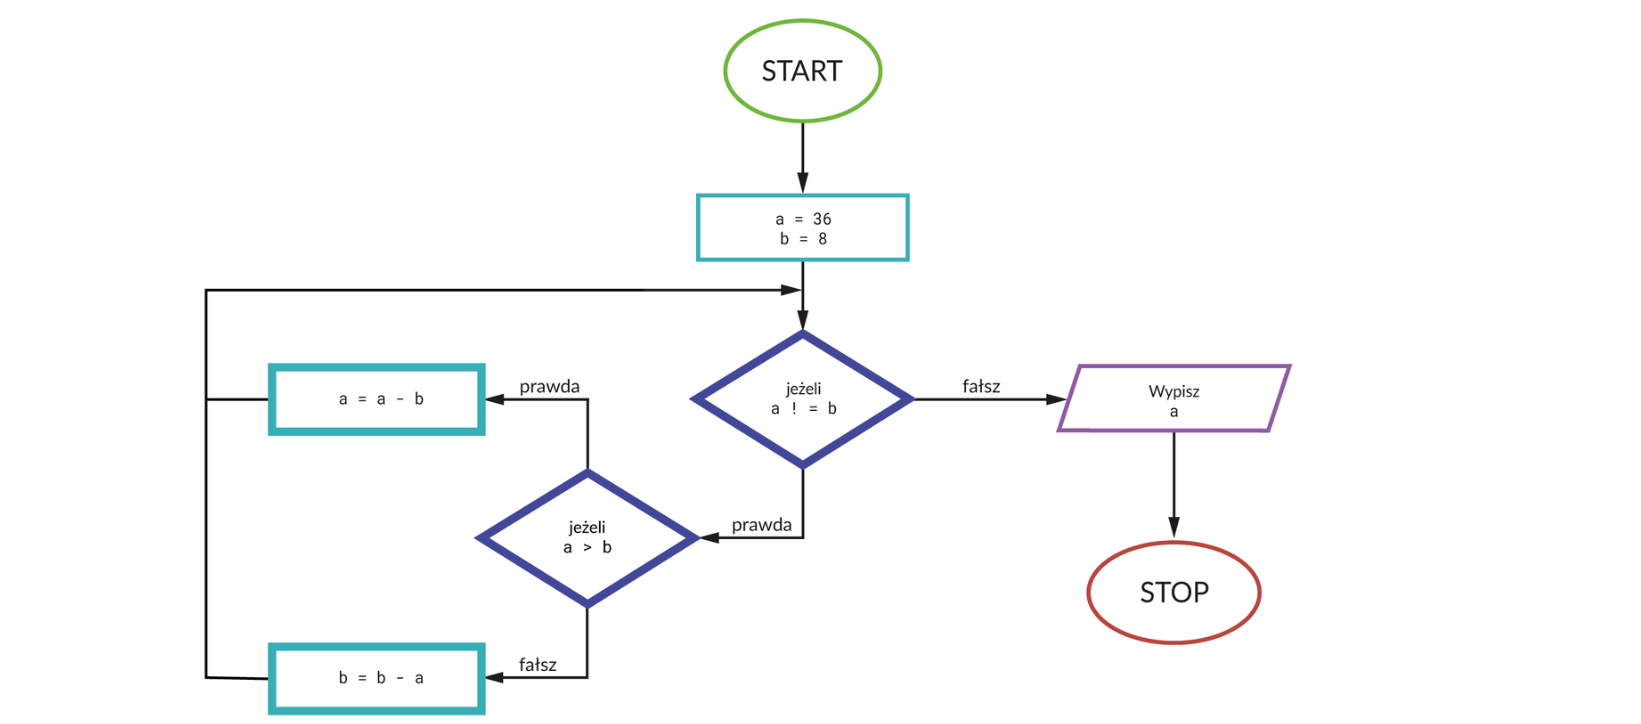 START
a = 36
b = 8
jeżeli
a ! = b
fałsz
Wypisz
a
prawda
a = a - b
prawda
jeżeli
a > b
STOP
fałsz
b = b - a